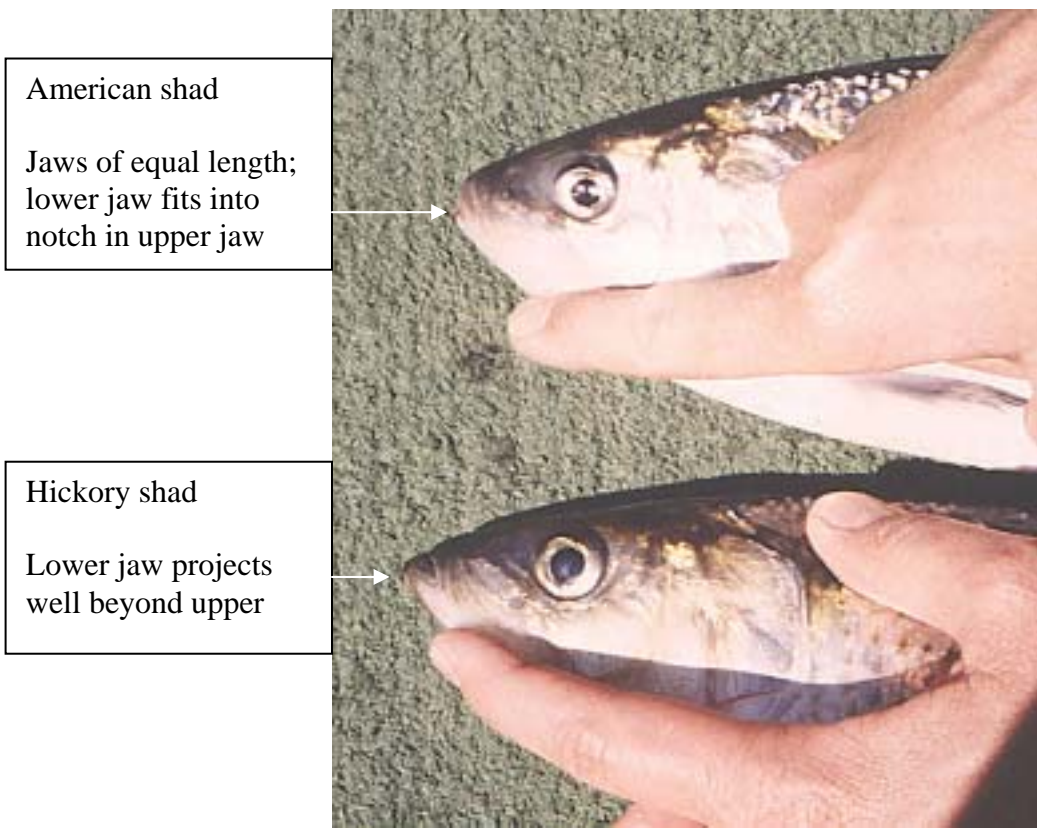 American shad
Jaws of equal length;
lower jaw fits into
notch in upper jaw
Hickory shad
Lower jaw projects
well beyond upper